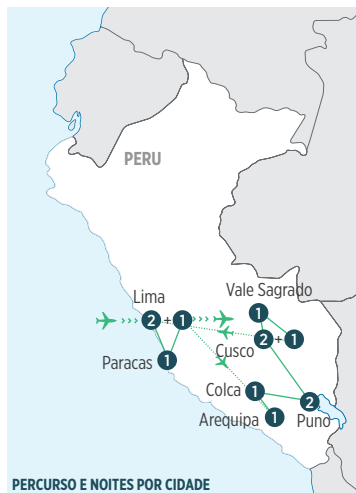 PERU
Vale Sagrado
Lima
1
2 + 1
2 + 1
Cusco
Paracas 1
Colca 1
2
Arequipa 1
Puno
PERCURSO E NOITES POR CIDADE